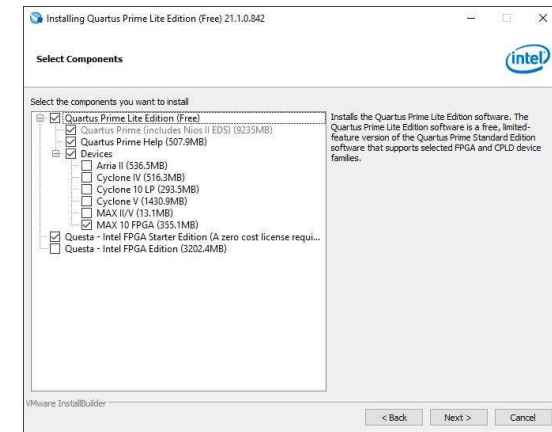 Installing Quartus Prime Lite Edition (Free) 21.1.0.842
Select Components
intel
Select the components you want to install
Quartus Prime Lite Edition (Free)
Quartus Prime (includes Nios II EDS) (9235MB)
Quartus Prime Help (507.9MB)
Devices
Arria II (536.5MB)
Cyclone IV (516.3MB)
Cyclone 10 LP (293.5MB)
Cyclone V (1430.9MB)
MAX II/V (13.1MB)
MAX 10 FPGA (355.1MB)
Questa - Intel FPGA Starter Edition (A zero cost license requi...
Questa - Intel FPGA Edition (3202.4MB)
Installs the Quartus Prime Lite Edition software. The
Quartus Prime Lite Edition software is a free, limited-
feature version of the Quartus Prime Standard Edition
software that supports selected FPGA and CPLD device
families.
VMware InstallBuilder
< Back
Next >
Cancel